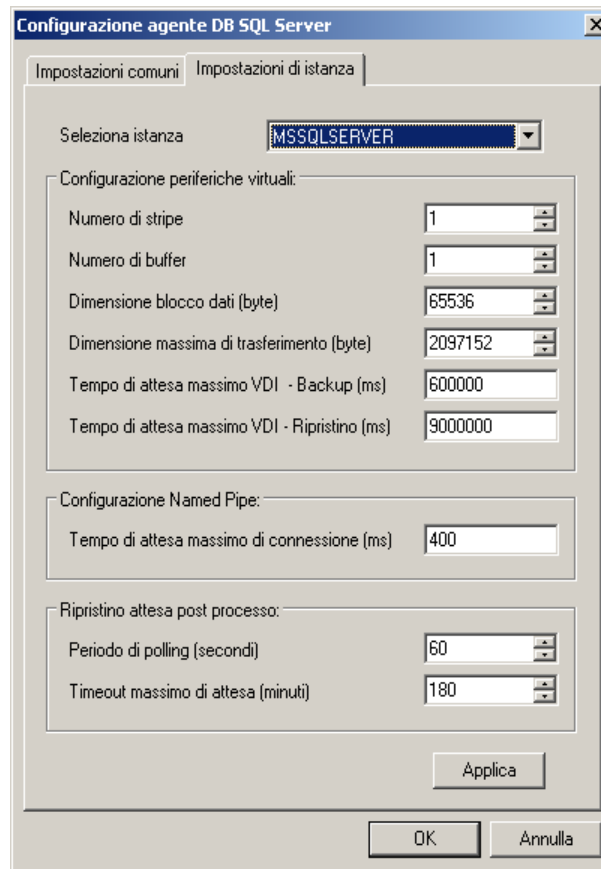 Configurazione agente DB SQL Server
Impostazioni comuni
Impostazioni di istanza
Seleziona istanza
MSSQLSERVER
Configurazione periferiche virtuali:
Numero di stripe
1
Numero di buffer
1
Dimensione blocco dati (byte)
65536
Dimensione massima di trasferimento (byte)
2097152
Tempo di attesa massimo VDI - Backup (ms)
600000
Tempo di attesa massimo VDI - Ripristino (ms)
9000000
Configurazione Named Pipe:
Tempo di attesa massimo di connessione (ms)
400
Ripristino attesa post processo:
Periodo di polling (secondi)
60
Timeout massimo di attesa (minuti)
180
Applica
OK
Annulla